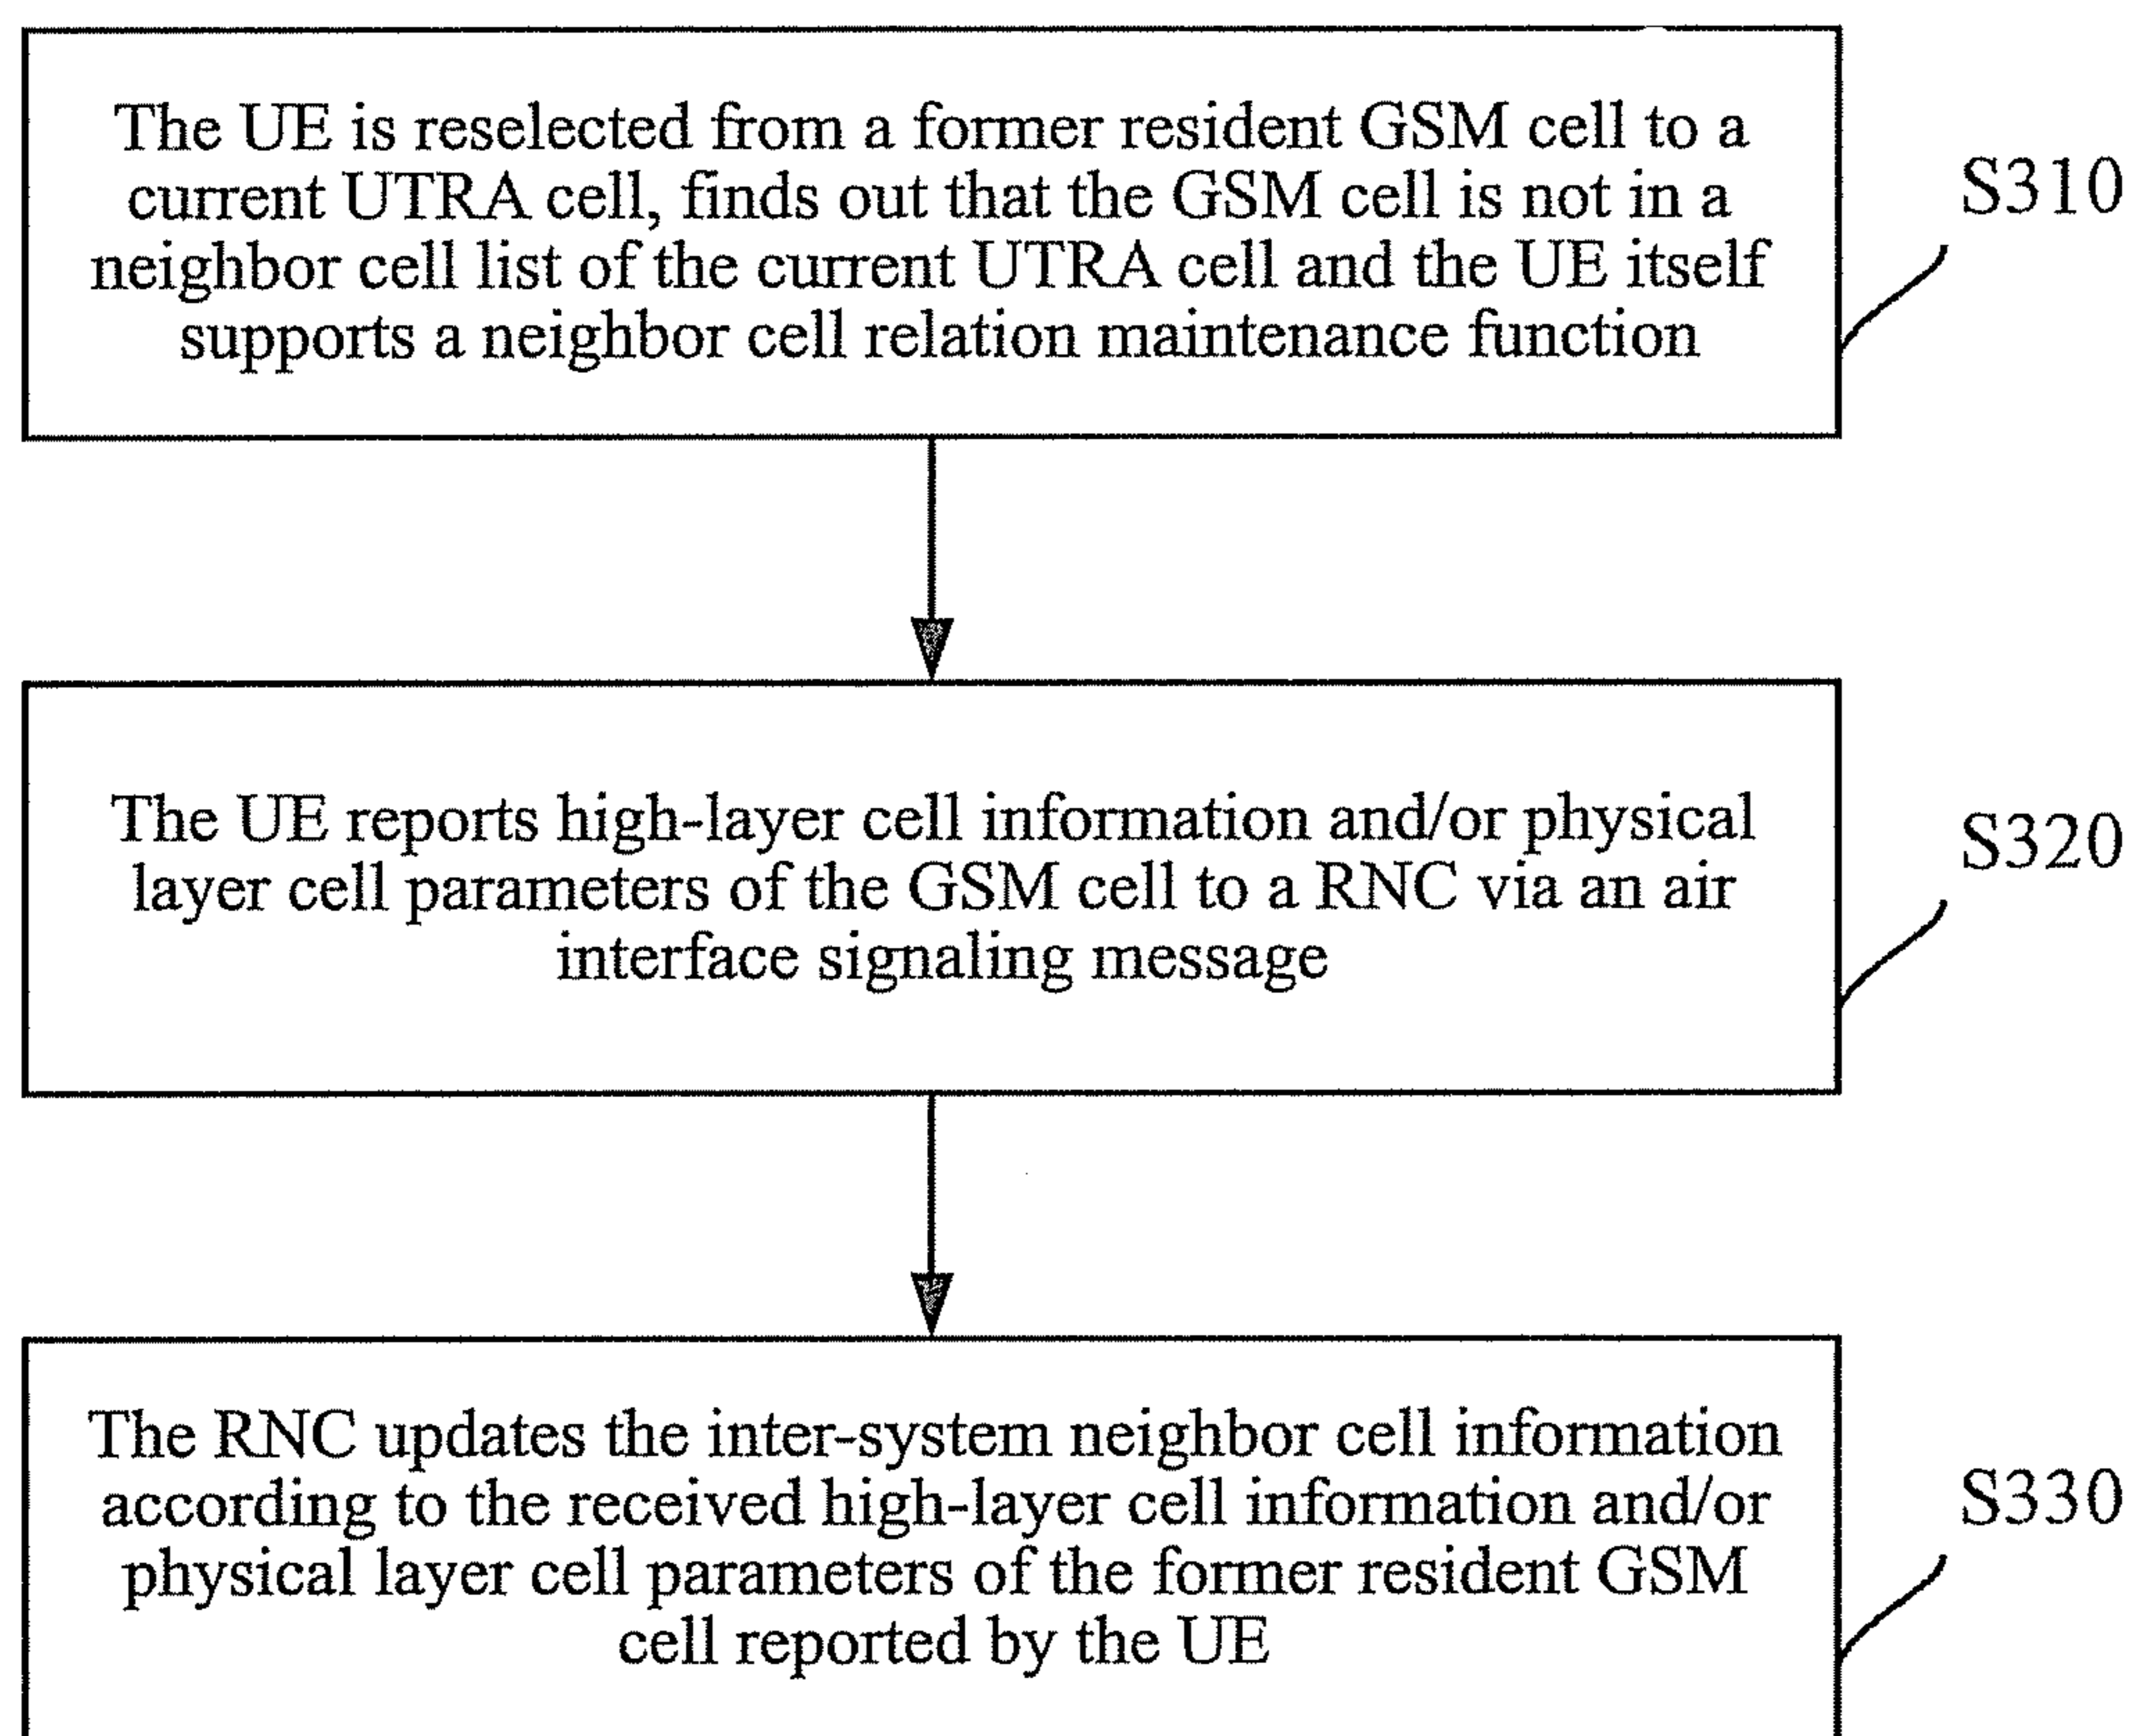 The UE is reselected from a former resident GSM cell to a
current UTRA cell, finds out that the GSM cell is not in a
neighbor cell list of the current UTRA cell and the UE itself
supports a neighbor cell relation maintenance function
S310
The UE reports high-layer cell information and/or physical
layer cell parameters of the GSM cell to a RNC via an air
interface signaling message
S320
The RNC updates the inter-system neighbor cell information
according to the received high-layer cell information and/or
physical layer cell parameters of the former resident GSM
cell reported by the UE
S330